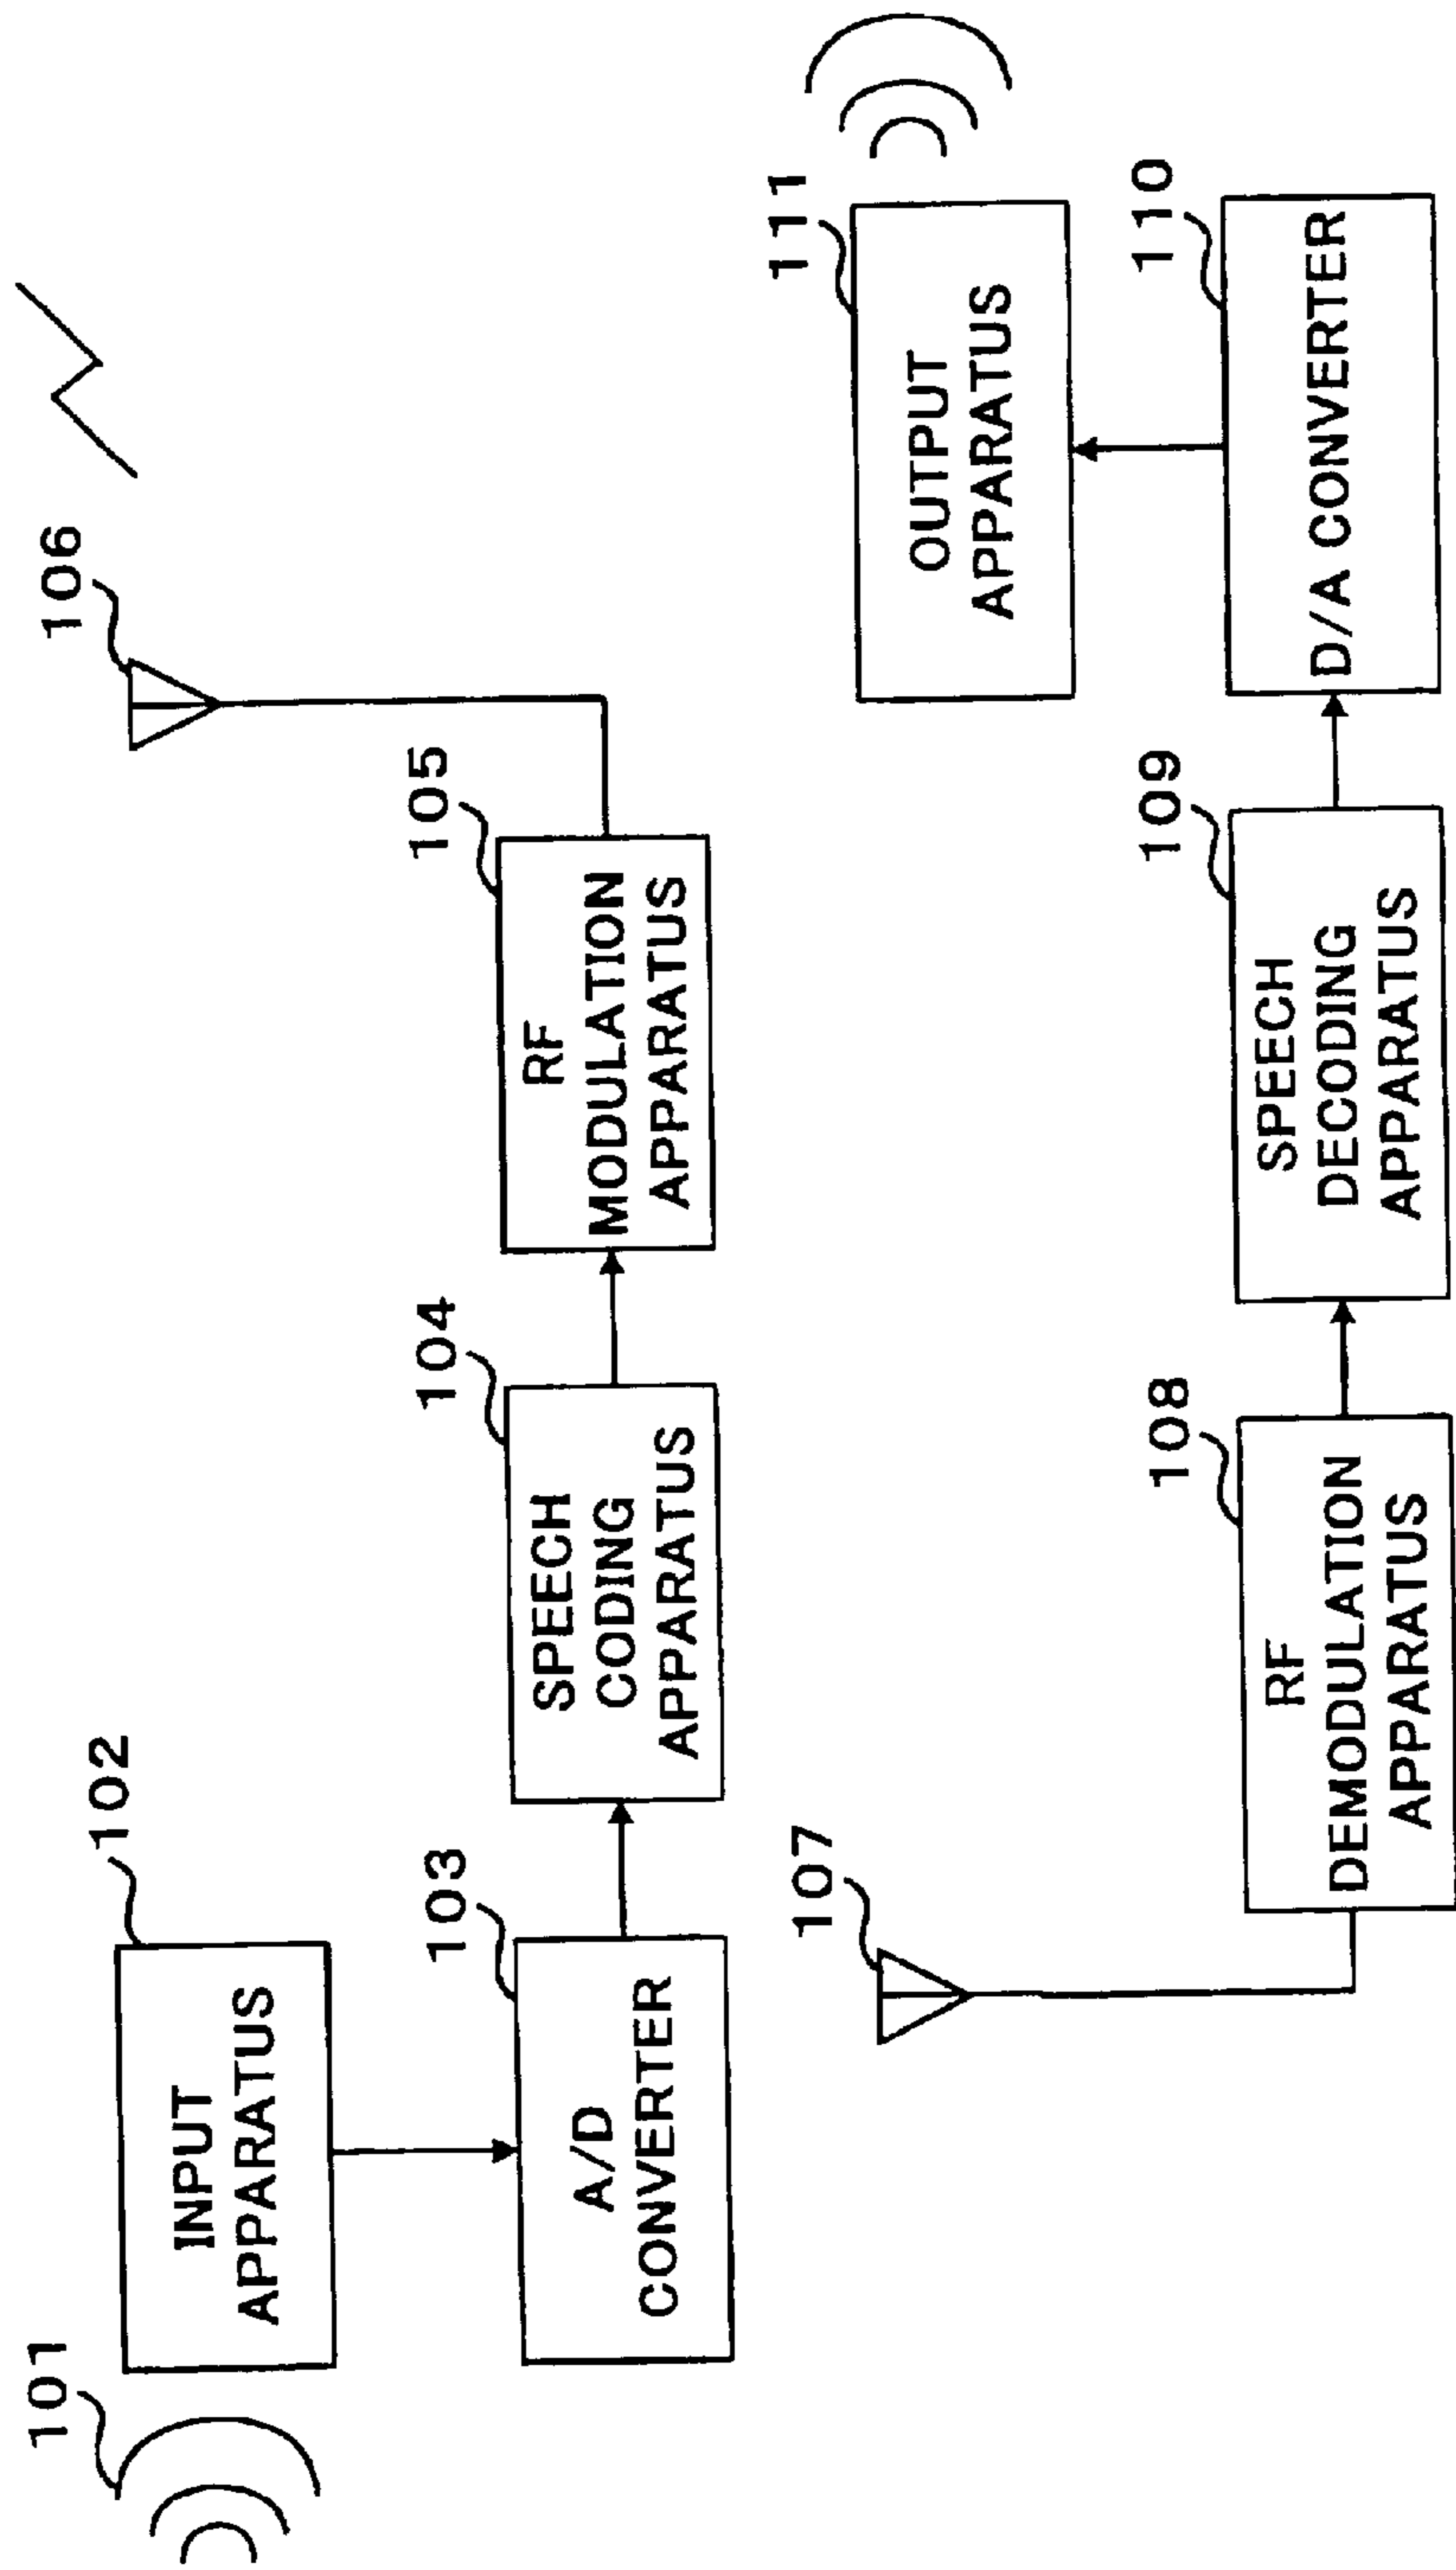 101
102
INPUT
APPARATUS
103
A/D
CONVERTER
104
SPEECH
CODING
APPARATUS
105
RF
MODULATION
APPARATUS
106
107
108
RF
DEMODULATION
APPARATUS
109
SPEECH
DECODING
APPARATUS
110
D/A CONVERTER
111
OUTPUT
APPARATUS